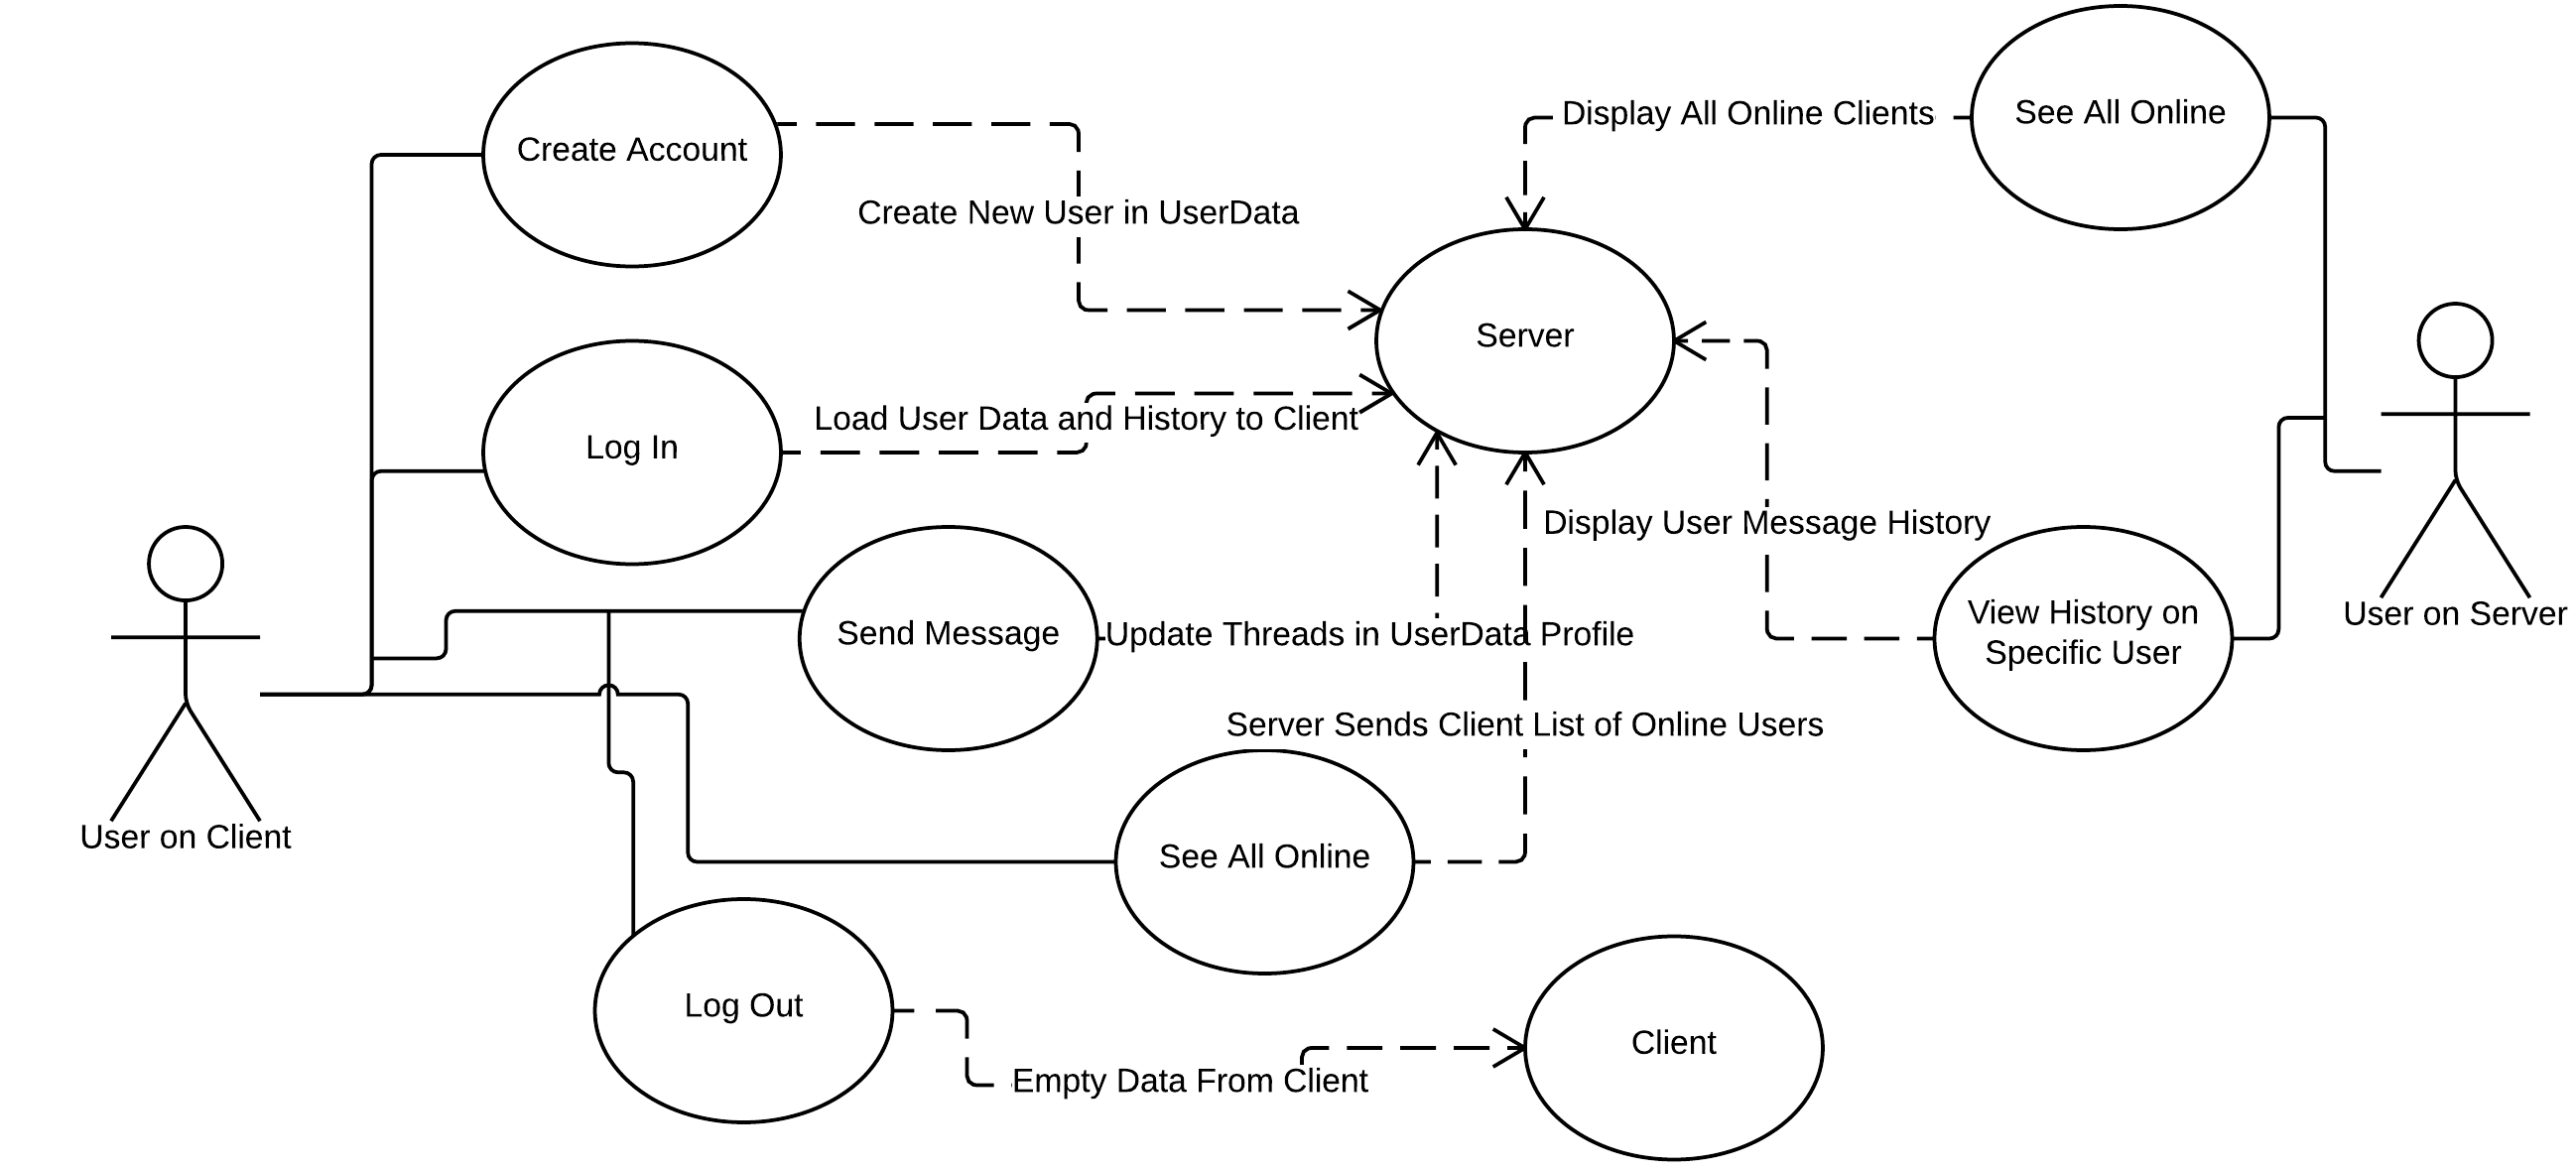 See All Online
Display All Online Clients
Create Account
Create New User in UserData
Server
Load User Data and History to Client
Log In
Display User Message History
View History on
Specific User
User on Server
Send Message
Update Threads in UserData Profile
Server Sends Client List of Online Users
User on Client
See All Online
Log Out
Client
Empty Data From Client